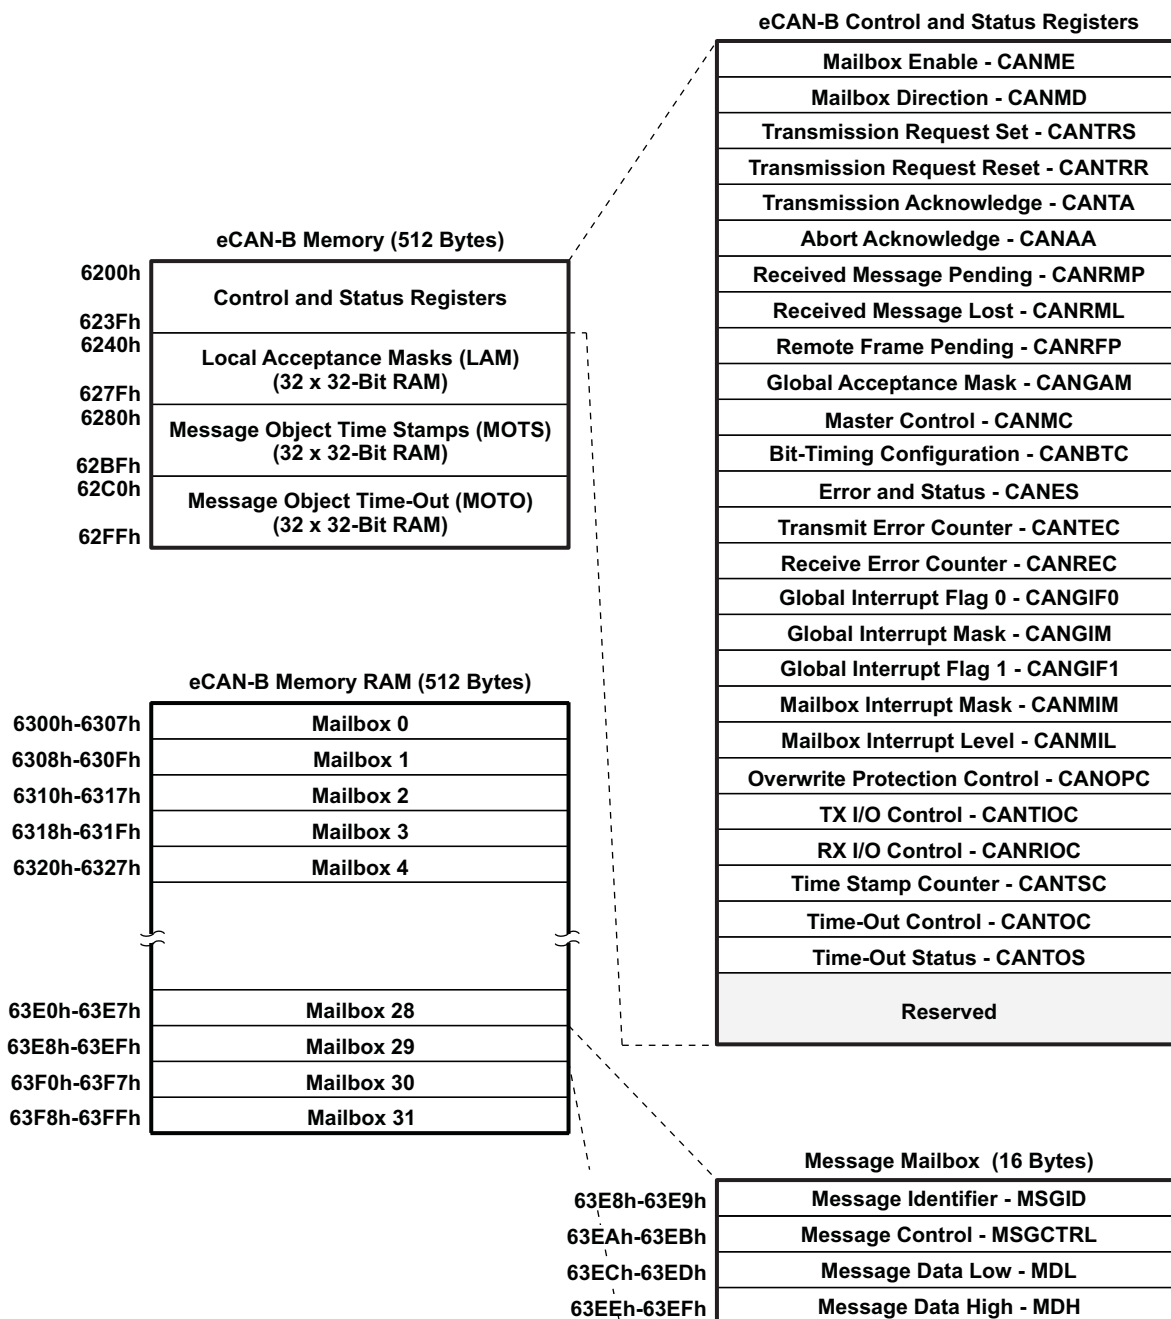 eCAN-B Control and Status Registers
Mailbox Enable - CANME
Mailbox Direction - CANMD
Transmission Request Set - CANTRS
Transmission Request Reset - CANTRR
Transmission Acknowledge - CANTA
Abort Acknowledge - CANAA
Received Message Pending - CANRMP
Received Message Lost - CANRML
Remote Frame Pending - CANRFP
Global Acceptance Mask - CANGAM
Master Control - CANMC
Bit-Timing Configuration - CANBTC
Error and Status - CANES
Transmit Error Counter - CANTEC
Receive Error Counter - CANREC
Global Interrupt Flag 0 - CANGIF0
Global Interrupt Mask - CANGIM
Global Interrupt Flag 1 - CANGIF1
Mailbox Interrupt Mask - CANMIM
Mailbox Interrupt Level - CANMIL
Overwrite Protection Control - CANOPC
TX I/O Control - CANTIOC
RX I/O Control - CANRIOC
Time Stamp Counter - CANTSC
Time-Out Control - CANTOC
Time-Out Status - CANTOS
Reserved
eCAN-B Memory (512 Bytes)
6200h
Control and Status Registers
623Fh
6240h
Local Acceptance Masks (LAM)
(32 x 32-Bit RAM)
627Fh
6280h
Message Object Time Stamps (MOTS)
(32 x 32-Bit RAM)
62BFh
62C0h
Message Object Time-Out (MOTO)
(32 x 32-Bit RAM)
62FFh
eCAN-B Memory RAM (512 Bytes)
6300h-6307h Mailbox 0
6308h-630Fh Mailbox 1
6310h-6317h Mailbox 2
6318h-631Fh Mailbox 3
6320h-6327h Mailbox 4
63E0h-63E7h Mailbox 28
63E8h-63EFh Mailbox 29
63F0h-63F7h Mailbox 30
63F8h-63FFh Mailbox 31
Message Mailbox (16 Bytes)
63E8h-63E9h Message Identifier - MSGID
63EAh-63EBh Message Control - MSGCTRL
63ECh-63EDh Message Data Low - MDL
63EEh-63EFh Message Data High - MDH